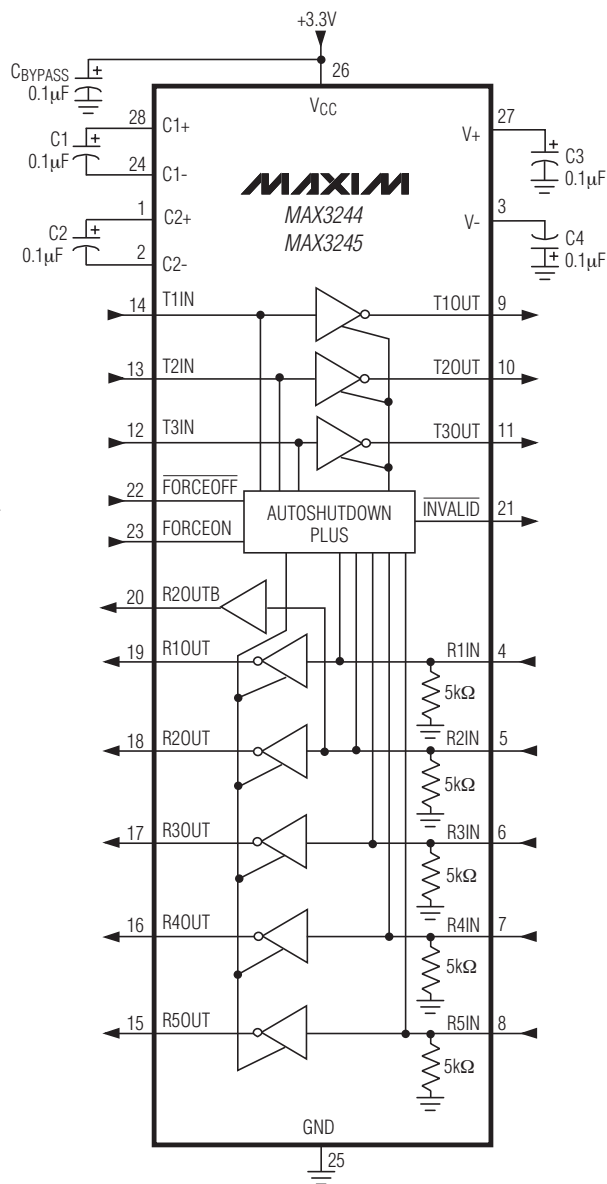 +3.3V
CBYPASS
0.1μF
26
VCC
28
C1+
C1
0.1μF
24
C1-
1
C2+
C2
0.1μF
2
C2-
27
V+
C3
0.1μF
3
V-
C4
0.1μF
MAXIM
MAX3244
MAX3245
14 T1IN T1OUT 9
13 T2IN T2OUT 10
12 T3IN T3OUT 11
22 FORCEOFF
23 FORCEON
AUTOSHUTDOWN
PLUS
INVALID 21
20 R2OUTB
19 R1OUT R1IN 4
5kΩ
18 R2OUT R2IN 5
5kΩ
17 R3OUT R3IN 6
5kΩ
16 R4OUT R4IN 7
5kΩ
15 R5OUT R5IN 8
5kΩ
GND
25